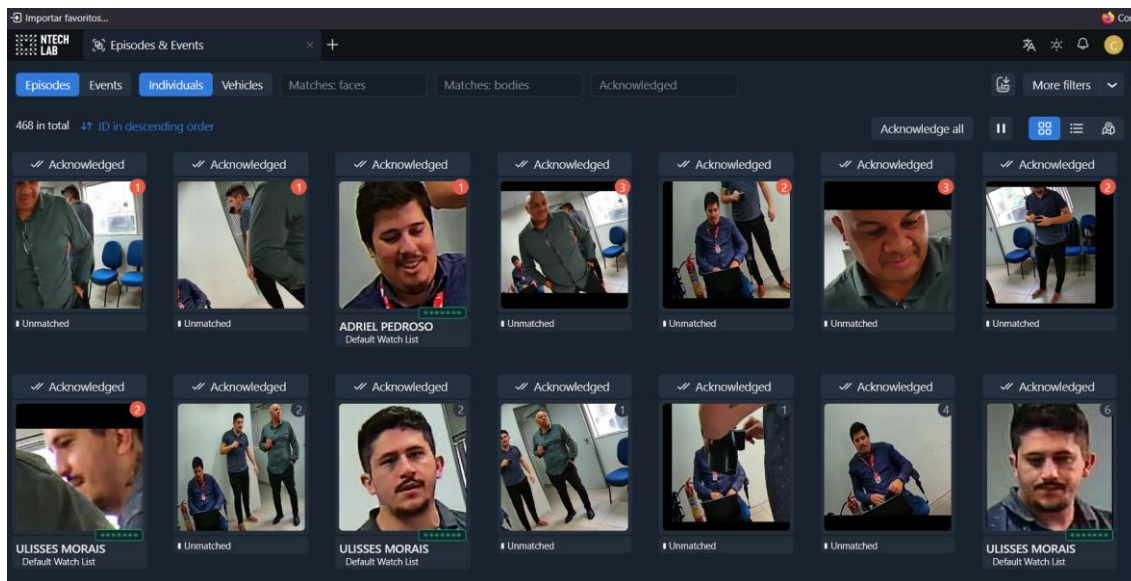 Importar favoritos...
Co
NTECH LAB
Episodes & Events
Episodes Events Individuals Vehicles Matches: faces Matches: bodies Acknowledged More filters
468 in total ID in descending order Acknowledge all
Acknowledged Acknowledged Acknowledged Acknowledged Acknowledged Acknowledged Acknowledged
1 1 1 3 2 3 2
Unmatched Unmatched ******* Unmatched Unmatched Unmatched Unmatched
ADRIEL PEDROSO
Default Watch List
Acknowledged Acknowledged Acknowledged Acknowledged Acknowledged Acknowledged Acknowledged
2 2 2 1 1 4 6
******* Unmatched ******* Unmatched Unmatched Unmatched *******
ULISSES MORAIS ULISSES MORAIS ULISSES MORAIS
Default Watch List Default Watch List Default Watch List